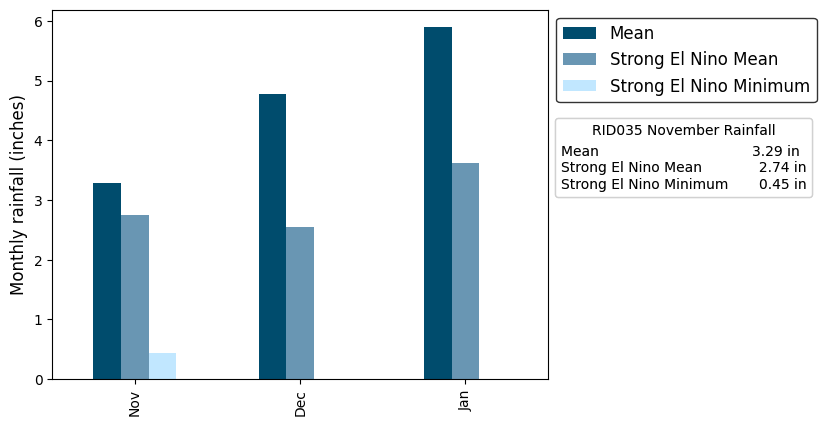 Monthly rainfall (inches)
6
5
4
3
2
1
0
Nov
Dec
Jan
Mean
Strong El Nino Mean
Strong El Nino Minimum
RID035 November Rainfall
Mean 3.29 in
Strong El Nino Mean 2.74 in
Strong El Nino Minimum 0.45 in